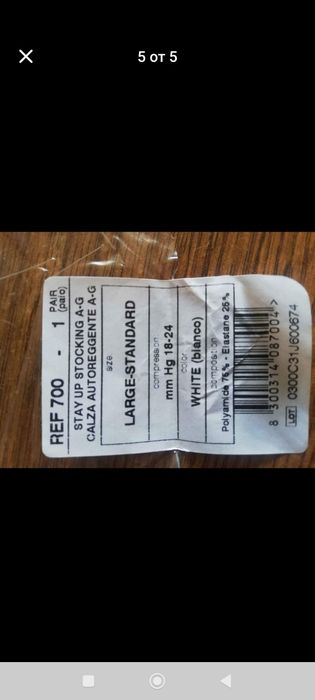 5 от 5
REF 700 - 1 PAIR (paio)
STAY UP STOCKING A-G
CALZA AUTOREGGENTE A-G
size
LARGE-STANDARD
compression
mm Hg 18-24
color
WHITE (bianco)
composition
Polyamide 75% - Elastane 25%
8 300314 087004 >
LOT 0300C31J600674